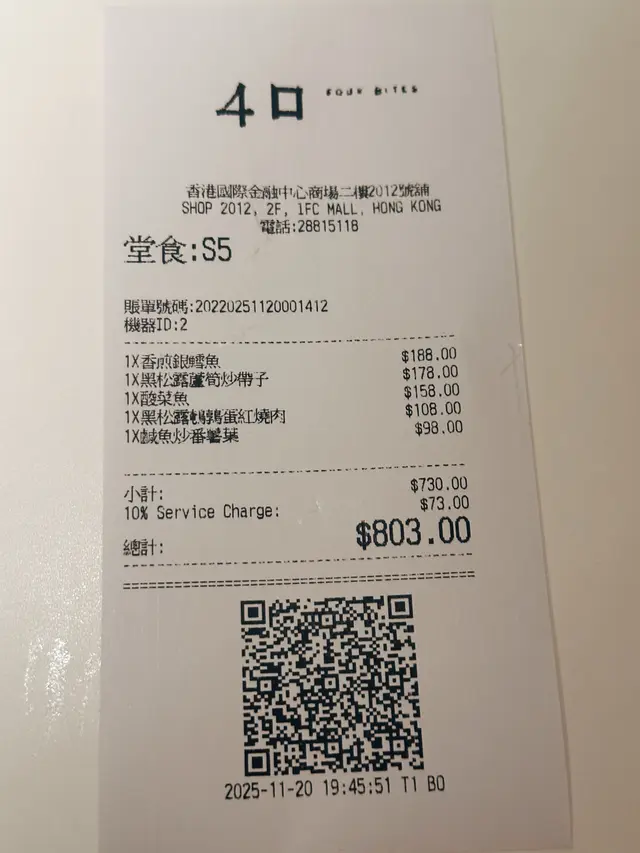 4口 FOUR BITES
香港國際金融中心商場二樓2012號舖
SHOP 2012, 2F, IFC MALL, HONG KONG
電話:28815118
堂食:S5
賬單號碼:20220251120001412
機器ID:2
1X香煎銀鱈魚 $188.00
1X黑松露蘆筍炒帶子 $178.00
1X酸菜魚 $158.00
1X黑松露鵪鶉蛋紅燒肉 $108.00
1X鹹魚炒番薯葉 $98.00
小計: $730.00
10% Service Charge: $73.00
總計: $803.00
2025-11-20 19:45:51 T1 B0